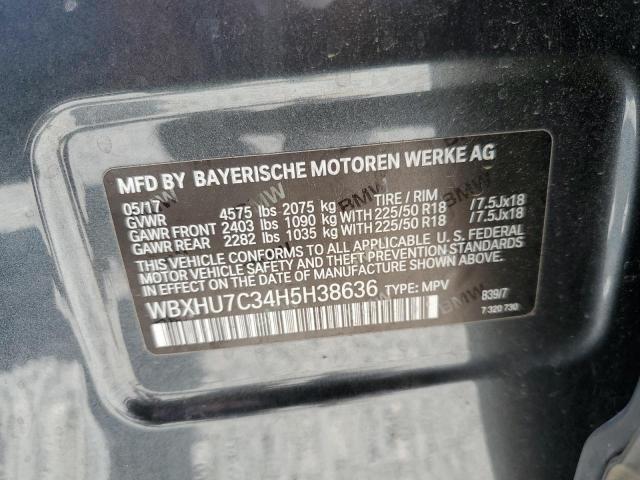 MFD BY BAYERISCHE MOTOREN WERKE AG
05/17 TIRE / RIM
GVWR 4575 lbs 2075 kg
GAWR FRONT 2403 lbs 1090 kg WITH 225/50 R18 /7.5Jx18
GAWR REAR 2282 lbs 1035 kg WITH 225/50 R18 /7.5Jx18
THIS VEHICLE CONFORMS TO ALL APPLICABLE U. S. FEDERAL
MOTOR VEHICLE SAFETY, BUMPER, AND THEFT PREVENTION STANDARDS
IN EFFECT ON THE DATE OF MANUFACTURE SHOWN ABOVE.
WBXHU7C34H5H38636 TYPE: MPV 839/7
7 320 730